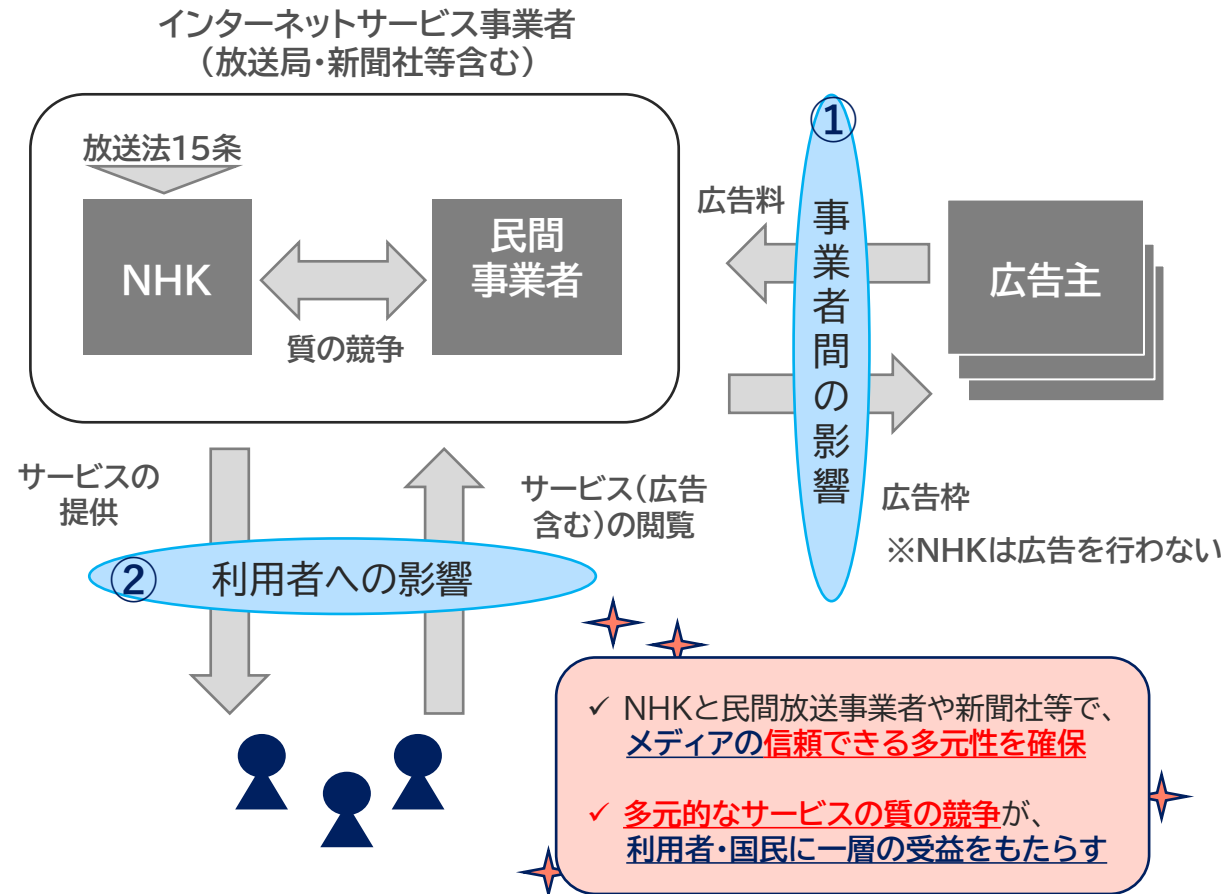 インターネットサービス事業者
(放送局・新聞社等含む)
放送法15条
NHK
民間
事業者
質の競争
広告料
①
事業者間の影響
広告主
広告枠
※NHKは広告を行わない
サービスの
提供
サービス(広告
含む)の閲覧
② 利用者への影響
✓ NHKと民間放送事業者や新聞社等で、
メディアの信頼できる多元性を確保
✓ 多元的なサービスの質の競争が、
利用者・国民に一層の受益をもたらす